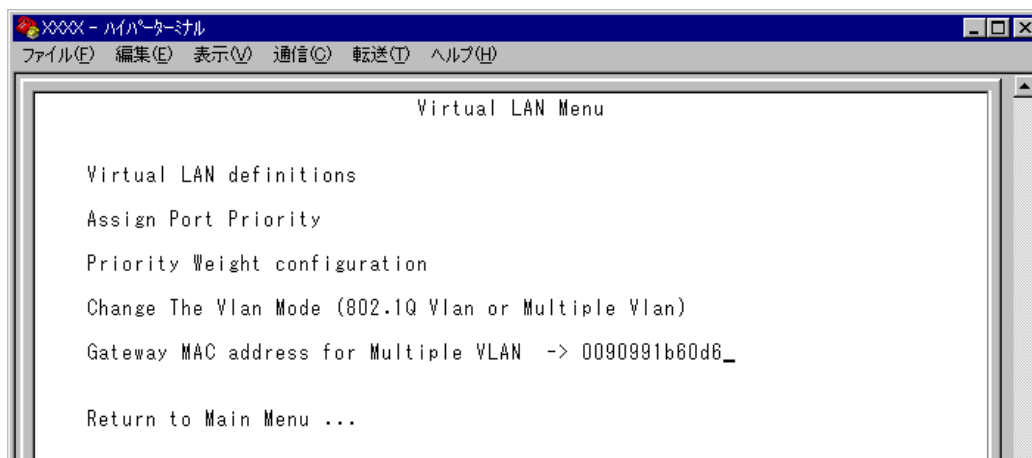 XXXX - ハイパーターミナル
ファイル(F) 編集(E) 表示(V) 通信(C) 転送(T) ヘルプ(H)
Virtual LAN Menu
Virtual LAN definitions
Assign Port Priority
Priority Weight configuration
Change The Vlan Mode (802.1Q Vlan or Multiple Vlan)
Gateway MAC address for Multiple VLAN -> 0090991b60d6_
Return to Main Menu ...